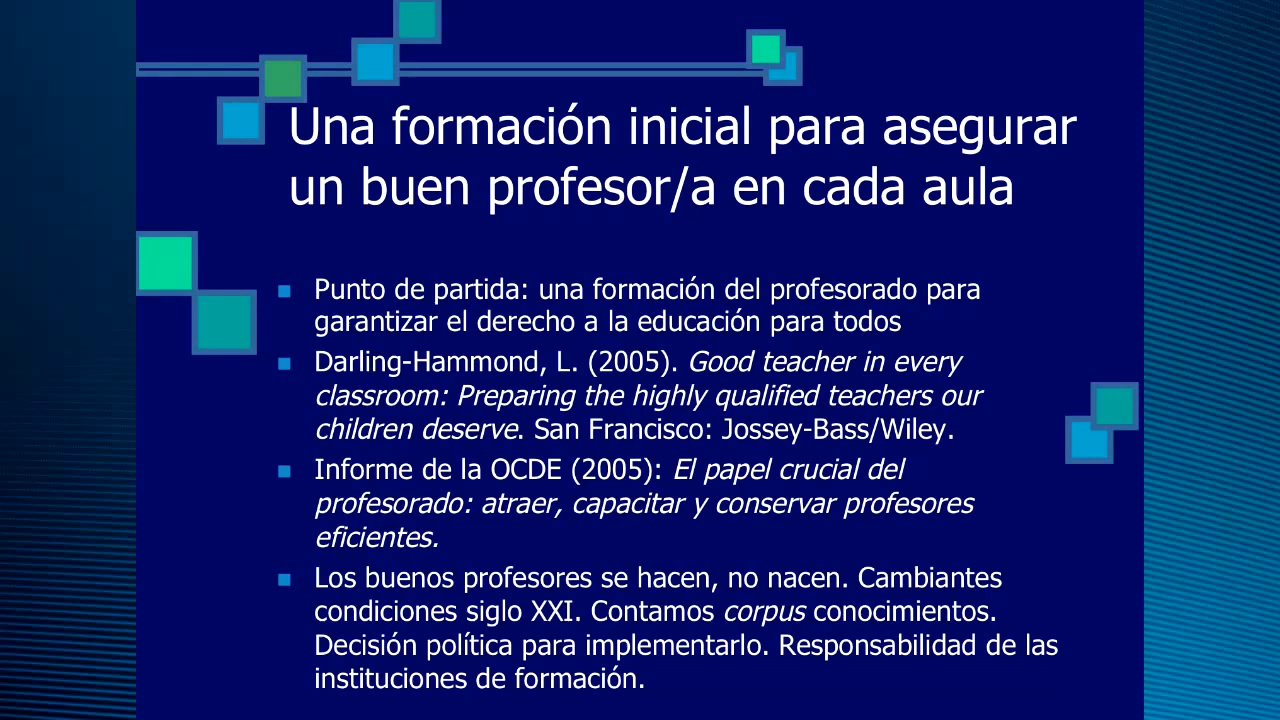 Una formación inicial para asegurar
un buen profesor/a en cada aula
Punto de partida: una formación del profesorado para
garantizar el derecho a la educación para todos
Darling-Hammond, L. (2005). Good teacher in every
classroom: Preparing the highly qualified teachers our
children deserve. San Francisco: Jossey-Bass/Wiley.
Informe de la OCDE (2005): El papel crucial del
profesorado: atraer, capacitar y conservar profesores
eficientes.
Los buenos profesores se hacen, no nacen. Cambiantes
condiciones siglo XXI. Contamos corpus conocimientos.
Decisión política para implementarlo. Responsabilidad de las
instituciones de formación.